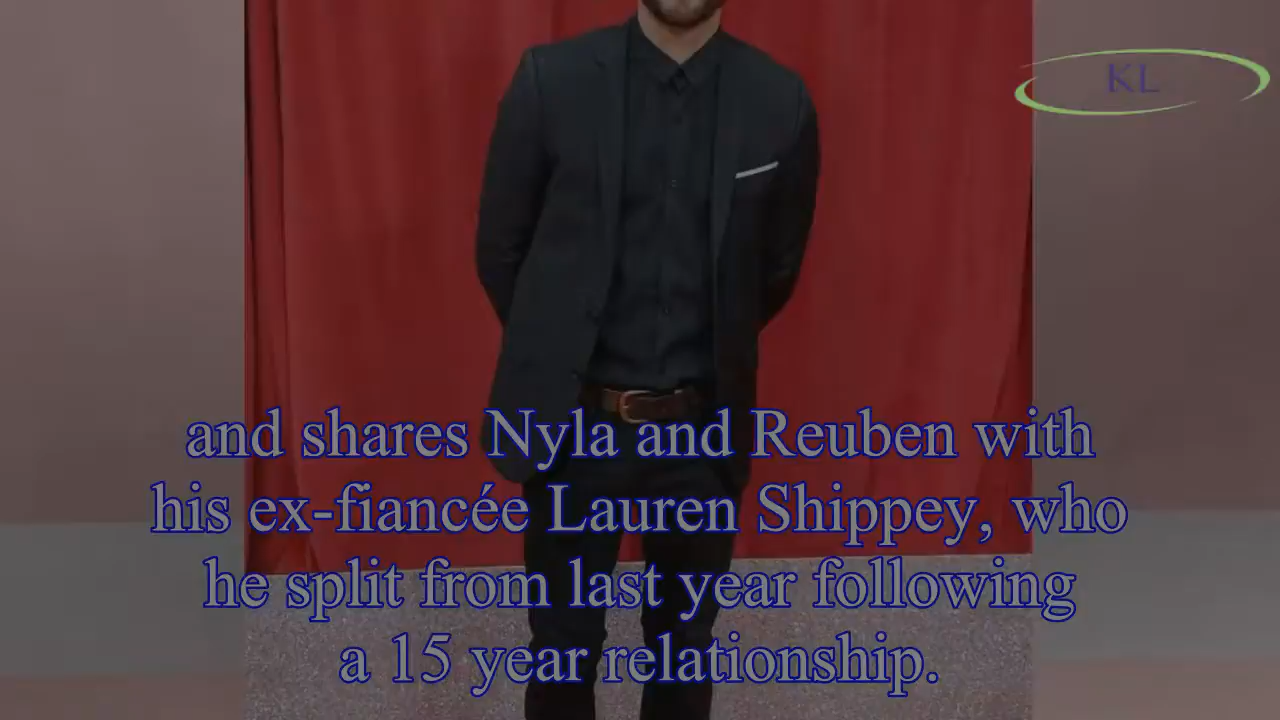 KL
and shares Nyla and Reuben with
his ex-fiancée Lauren Shippey, who
he split from last year following
a 15 year relationship.